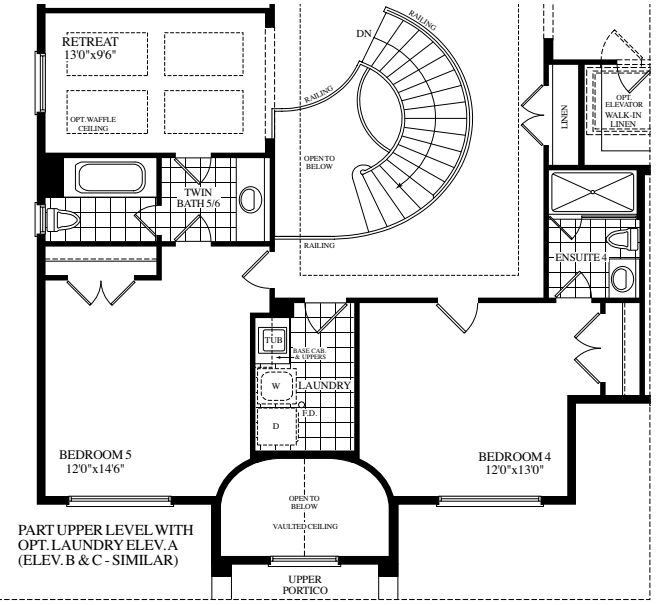 RAILING
DN
RETREAT
13'0"x9'6"
RAILING
OPT.
ELEVATOR
WALK-IN
LINEN
LINEN
OPT. WAFFLE
CEILING
OPEN TO
BELOW
TWIN
BATH 5/6
RAILING
ENSUITE 4
TUB
BASE CAB.
& UPPERS
W
LAUNDRY
F.D.
D
BEDROOM 5
12'0"x14'6"
BEDROOM 4
12'0"x13'0"
OPEN TO
BELOW
VAULTED CEILING
PART UPPER LEVEL WITH
OPT. LAUNDRY ELEV. A
(ELEV. B & C - SIMILAR)
UPPER
PORTICO